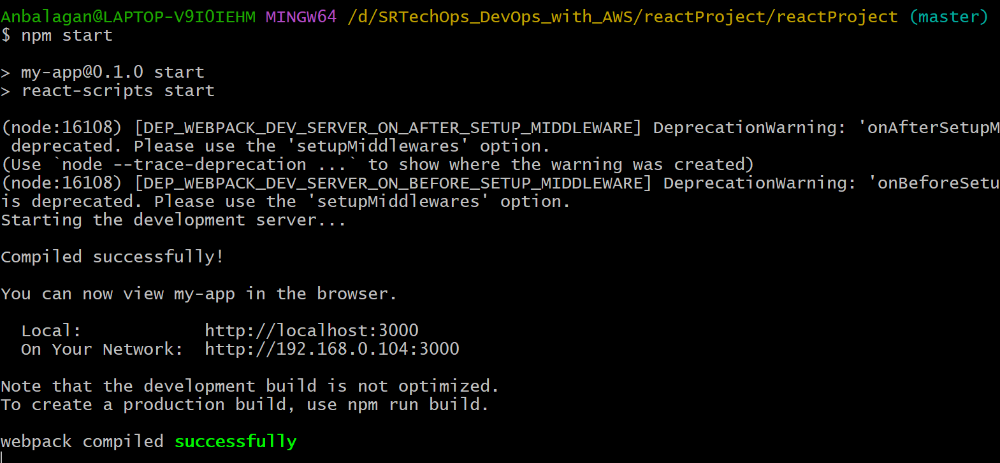 Anbalagan@LAPTOP-V9I0IEHM MINGW64 /d/SRTechOps_DevOps_with_AWS/reactProject/reactProject (master)
$ npm start
> my-app@0.1.0 start
> react-scripts start
(node:16108) [DEP_WEBPACK_DEV_SERVER_ON_AFTER_SETUP_MIDDLEWARE] DeprecationWarning: 'onAfterSetupM
deprecated. Please use the 'setupMiddlewares' option.
(Use `node --trace-deprecation ...` to show where the warning was created)
(node:16108) [DEP_WEBPACK_DEV_SERVER_ON_BEFORE_SETUP_MIDDLEWARE] DeprecationWarning: 'onBeforeSetu
is deprecated. Please use the 'setupMiddlewares' option.
Starting the development server...
Compiled successfully!
You can now view my-app in the browser.
Local: http://localhost:3000
On Your Network: http://192.168.0.104:3000
Note that the development build is not optimized.
To create a production build, use npm run build.
webpack compiled successfully